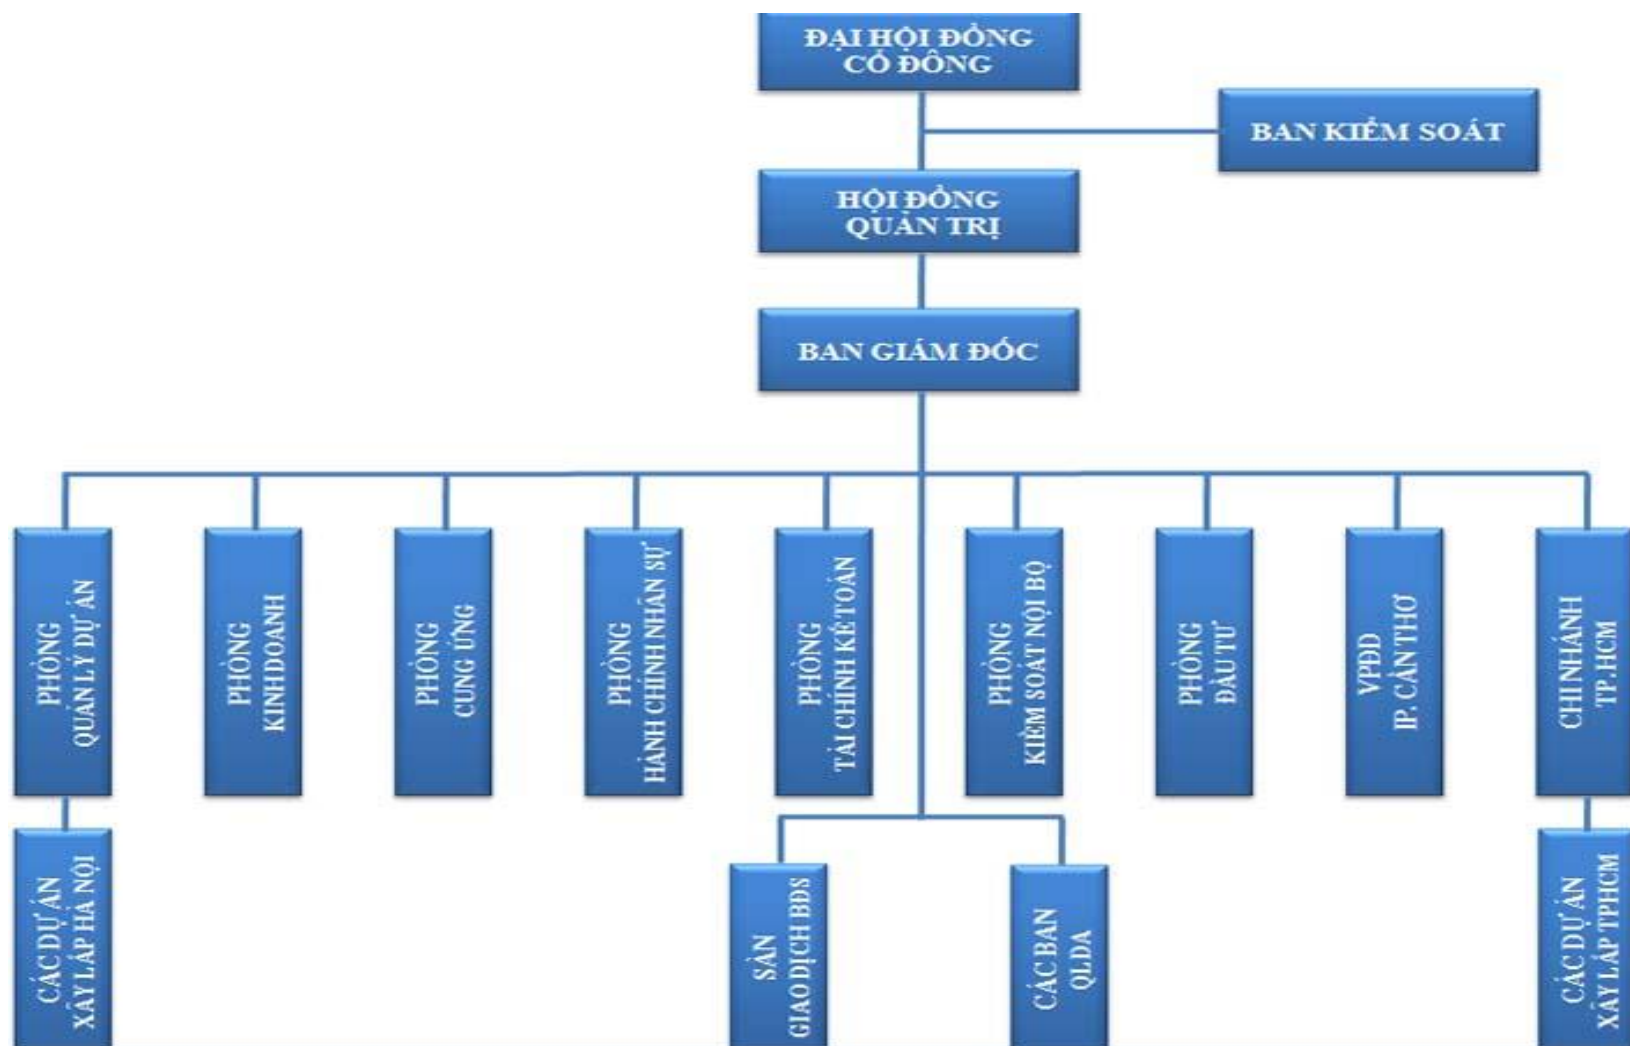 ĐẠI HỘI ĐỒNG
CỔ ĐÔNG
BAN KIỂM SOÁT
HỘI ĐỒNG
QUẢN TRỊ
BAN GIÁM ĐỐC
PHÒNG
QUẢN LÝ DỰ ÁN
PHÒNG
KINH DOANH
PHÒNG
CUNG ỨNG
PHÒNG
HÀNH CHÍNH NHÂN SỰ
PHÒNG
TÀI CHÍNH KẾ TOÁN
PHÒNG
KIỂM SOÁT NỘI BỘ
PHÒNG
ĐẦU TƯ
VPĐD
TP. CẦN THƠ
CHI NHÁNH
TP.HCM
CÁC DỰ ÁN
XÂY LẮP HÀ NỘI
SÀN
GIAO DỊCH BĐS
CÁC BAN
QLDA
CÁC DỰ ÁN
XÂY LẮP TPHCM